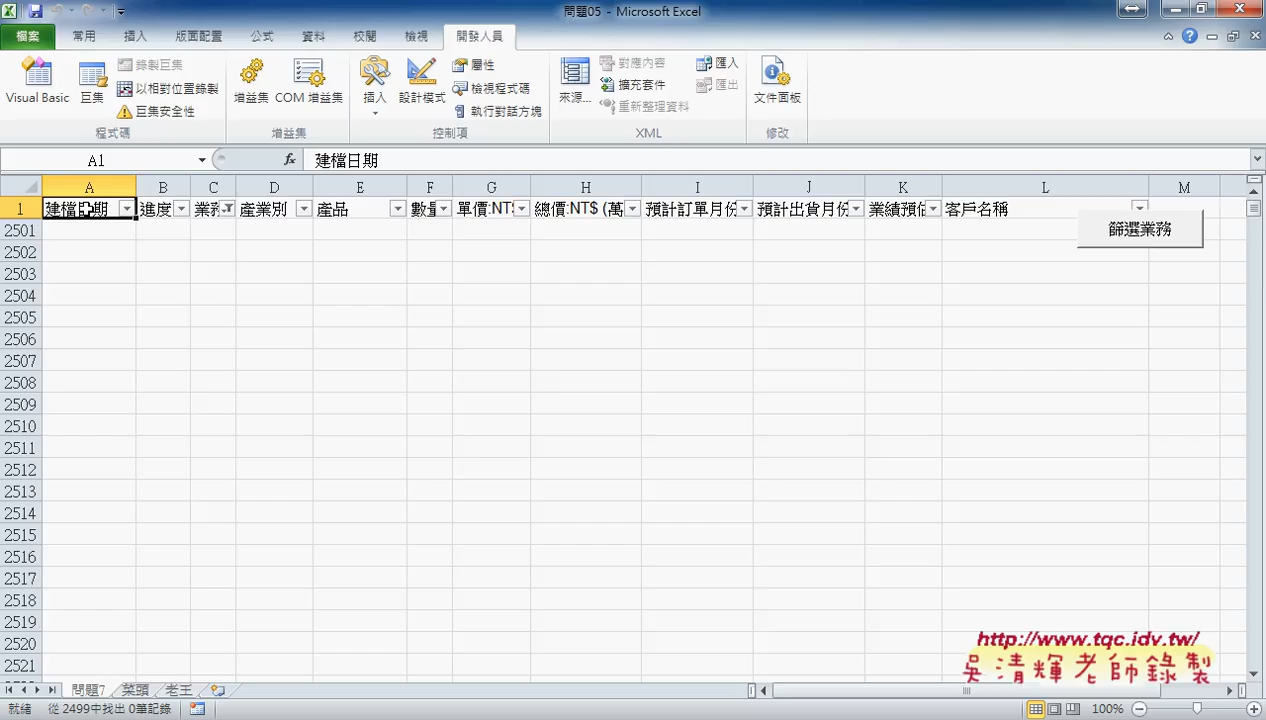 問題05 - Microsoft Excel
檔案 常用 插入 版面配置 公式 資料 校閱 檢視 開發人員
Visual Basic 巨集 錄製巨集 以相對位置錄製 巨集安全性 增益集 COM 增益集 插入 設計模式 屬性 檢視程式碼 執行對話方塊 來源... 對應內容 擴充套件 重新整理資料 匯入 匯出 文件面板
程式碼 增益集 控制項 XML 修改
A1 fx 建檔日期
A B C D E F G H I J K L M
1 建檔日期 進度 業務 產業別 產品 數量 單價:NT$ 總價:NT$ (萬 預計訂單月份 預計出貨月份 業績預估 客戶名稱
篩選業務
2501
2502
2503
2504
2505
2506
2507
2508
2509
2510
2511
2512
2513
2514
2515
2516
2517
2518
2519
2520
2521
http://www.tqc.idv.tw/
吳清輝老師錄製
問題7 菜頭 老王
就緒 從 2499中找出 0筆記錄 100%